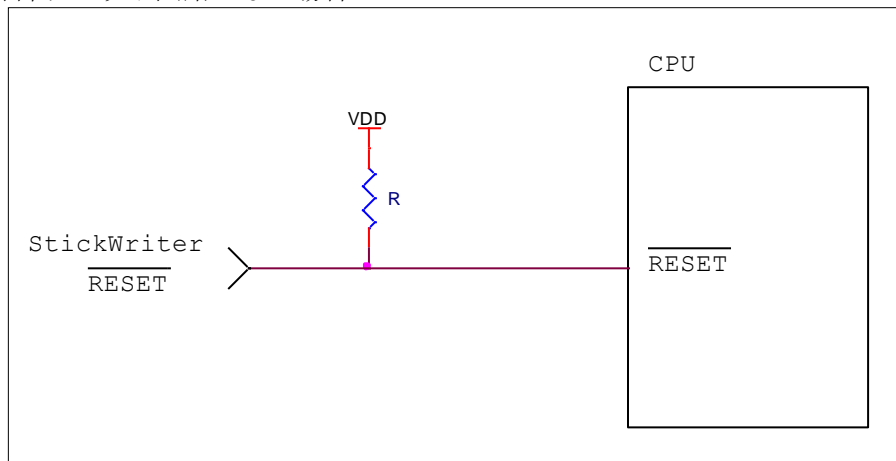 CPU
VDD
R
StickWriter
RESET
RESET